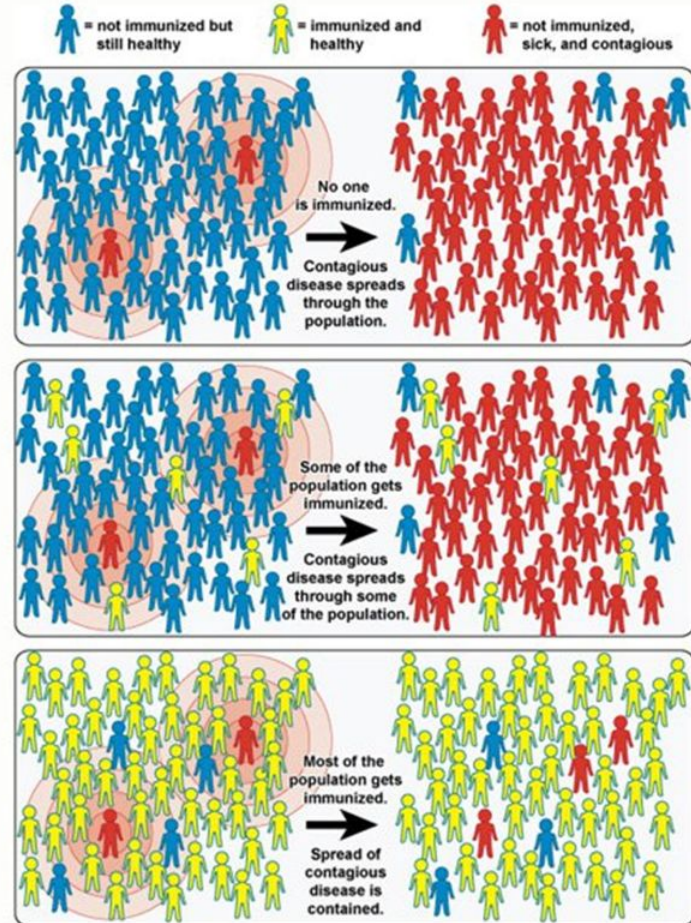 = not immunized but
still healthy
= immunized and
healthy
= not immunized,
sick, and contagious
No one
is immunized.
Contagious
disease spreads
through the
population.
Some of the
population gets
immunized.
Contagious
disease spreads
through some
of the population.
Most of the
population gets
immunized.
Spread of
contagious
disease is
contained.